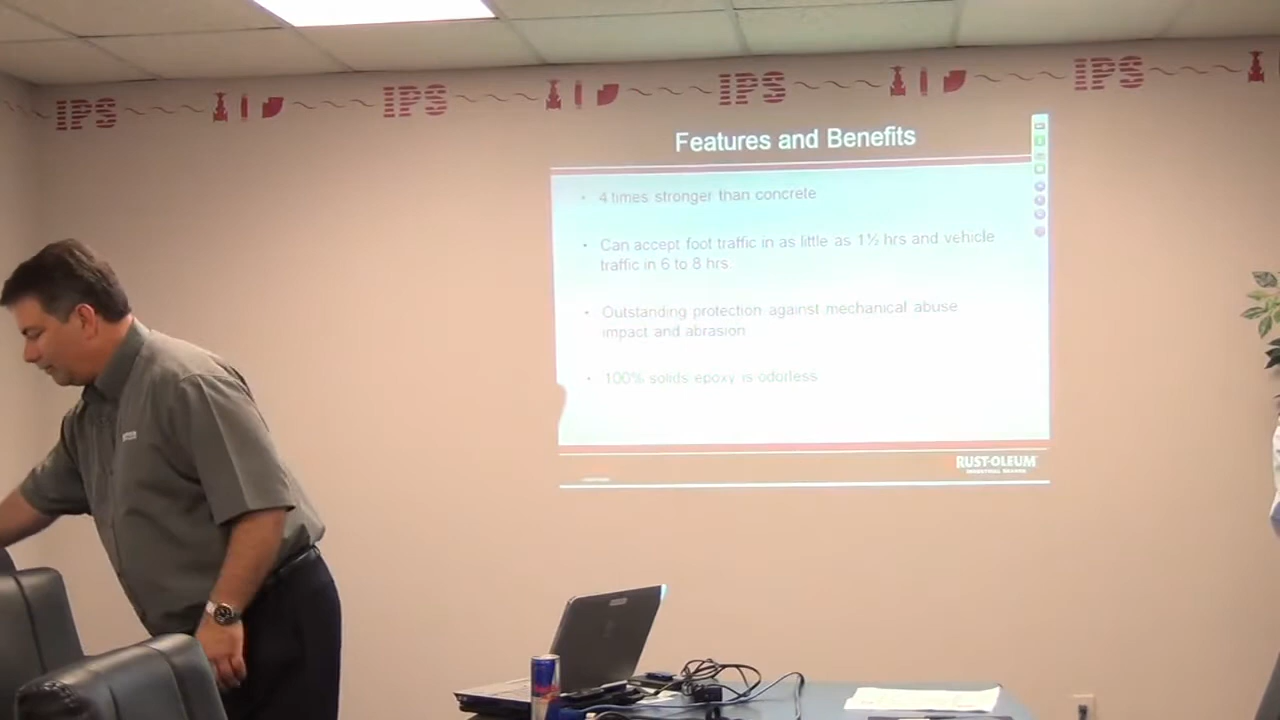 IPS
IPS
IPS
IPS
Features and Benefits
• 4 times stronger than concrete
• Can accept foot traffic in as little as 1½ hrs and vehicle
traffic in 6 to 8 hrs.
• Outstanding protection against mechanical abuse
impact and abrasion
• 100% solids epoxy is odorless
RUST-OLEUM
INDUSTRIAL BRANDS